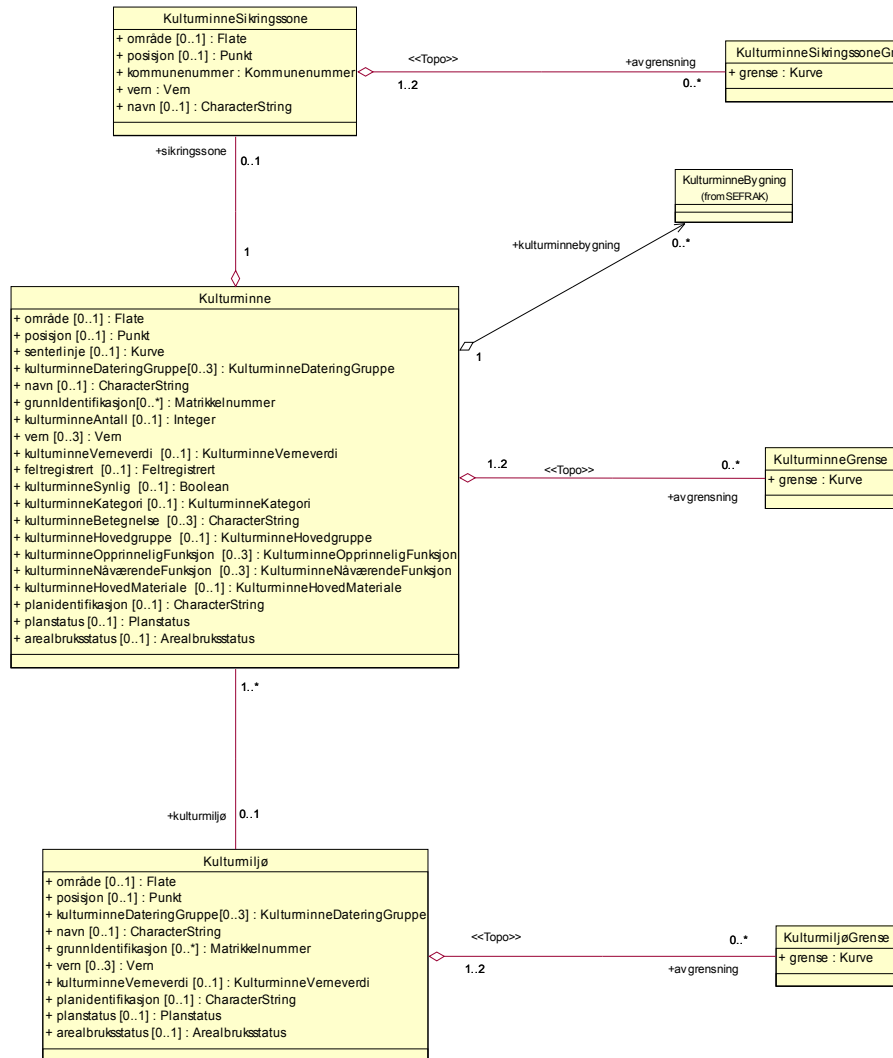 KulturminneSikringssone
+ område [0..1] : Flate
+ posisjon [0..1] : Punkt
+ kommunenummer : Kommunenummer
+ vern : Vern
+ navn [0..1] : CharacterString
<<Topo>>
1..2
+avgrensning
0..*
KulturminneSikringssoneGr
+ grense : Kurve
+sikringssone
0..1
1
KulturminneBygning
(from SEFRAK)
+kulturminnebygning
0..*
1
Kulturminne
+ område [0..1] : Flate
+ posisjon [0..1] : Punkt
+ senterlinje [0..1] : Kurve
+ kulturminneDateringGruppe[0..3] : KulturminneDateringGruppe
+ navn [0..1] : CharacterString
+ grunnIdentifikasjon[0..*] : Matrikkelnummer
+ kulturminneAntall [0..1] : Integer
+ vern [0..3] : Vern
+ kulturminneVerneverdi [0..1] : KulturminneVerneverdi
+ feltregistrert [0..1] : Feltregistrert
+ kulturminneSynlig [0..1] : Boolean
+ kulturminneKategori [0..1] : KulturminneKategori
+ kulturminneBetegnelse [0..3] : CharacterString
+ kulturminneHovedgruppe [0..1] : KulturminneHovedgruppe
+ kulturminneOpprinneligFunksjon [0..3] : KulturminneOpprinneligFunksjon
+ kulturminneNåværendeFunksjon [0..3] : KulturminneNåværendeFunksjon
+ kulturminneHovedMateriale [0..1] : KulturminneHovedMateriale
+ planidentifikasjon [0..1] : CharacterString
+ planstatus [0..1] : Planstatus
+ arealbruksstatus [0..1] : Arealbruksstatus
1..2
<<Topo>>
0..*
+avgrensning
KulturminneGrense
+ grense : Kurve
1..*
+kulturmiljø
0..1
Kulturmiljø
+ område [0..1] : Flate
+ posisjon [0..1] : Punkt
+ kulturminneDateringGruppe[0..3] : KulturminneDateringGruppe
+ navn [0..1] : CharacterString
+ grunnIdentifikasjon [0..*] : Matrikkelnummer
+ vern [0..3] : Vern
+ kulturminneVerneverdi [0..1] : KulturminneVerneverdi
+ planidentifikasjon [0..1] : CharacterString
+ planstatus [0..1] : Planstatus
+ arealbruksstatus [0..1] : Arealbruksstatus
<<Topo>>
1..2
0..*
+avgrensning
KulturmiljøGrense
+ grense : Kurve